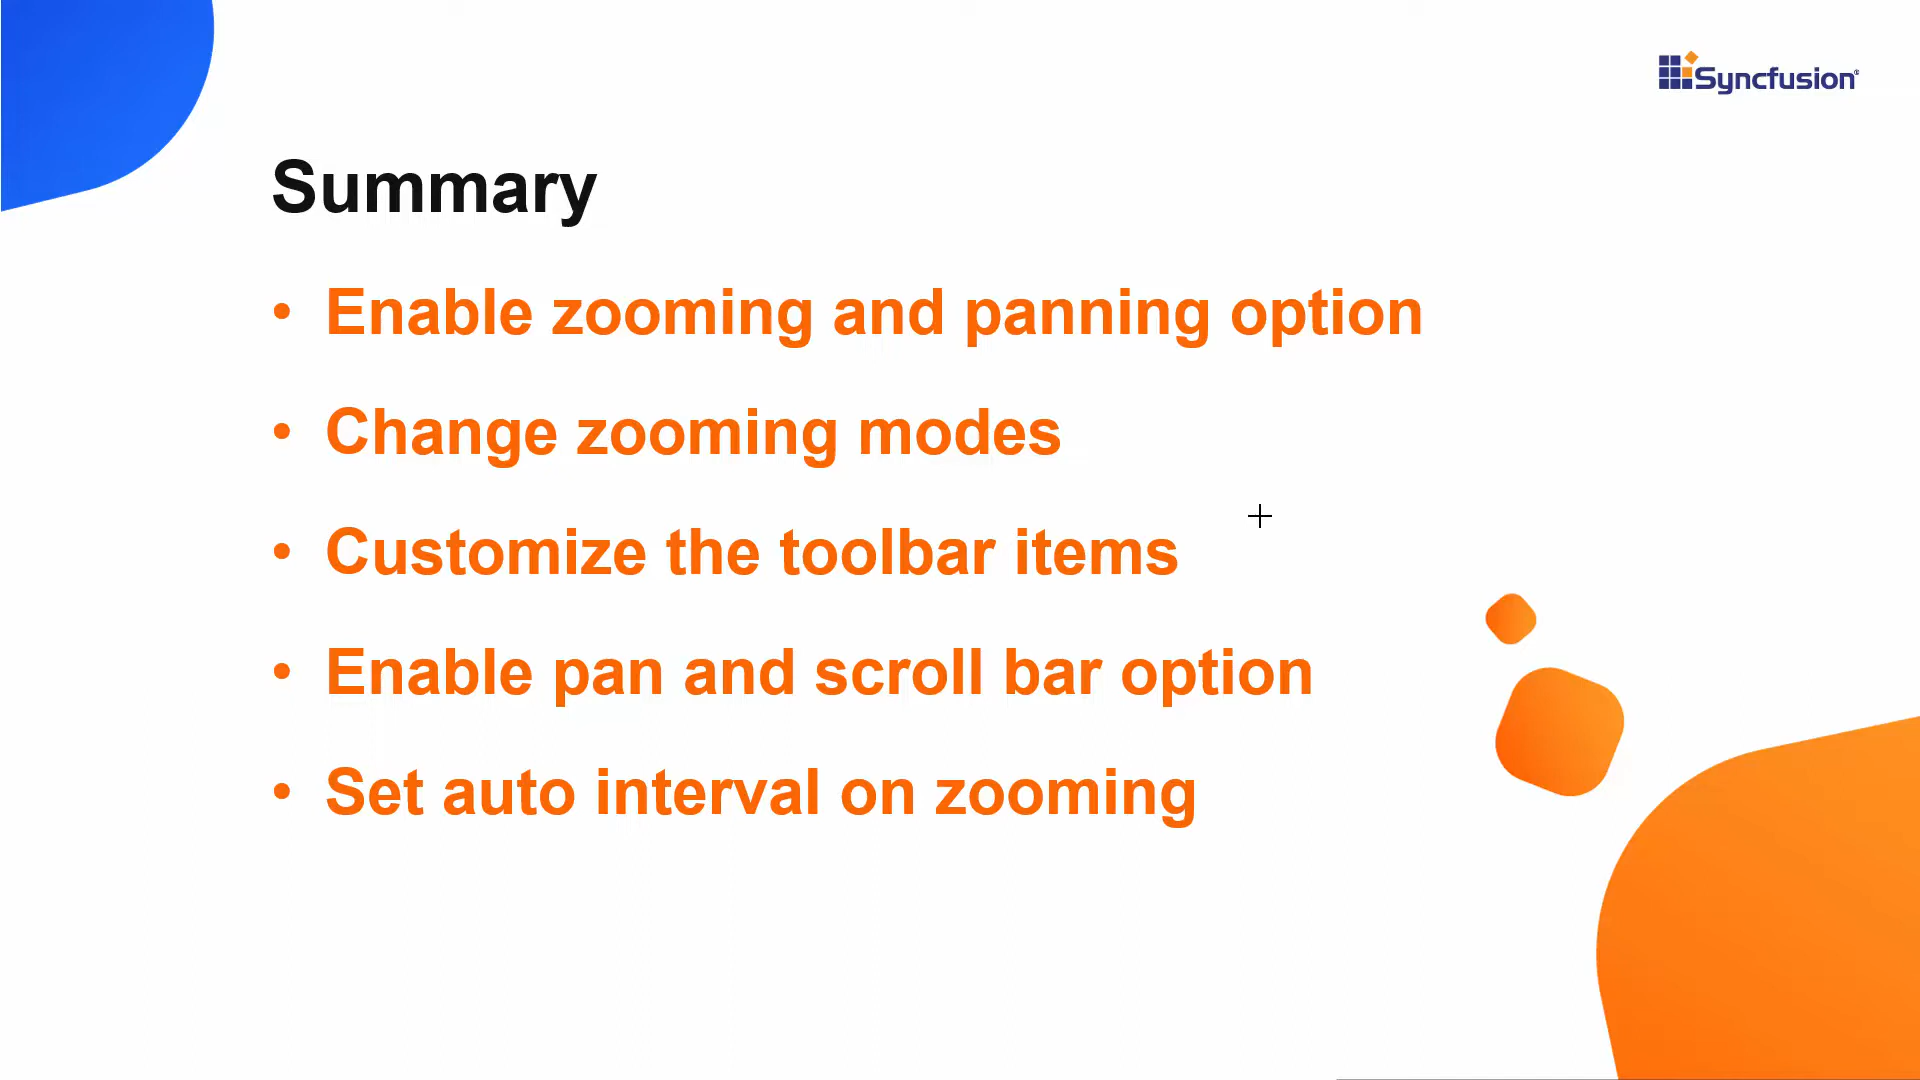 Syncfusion®
Summary
• Enable zooming and panning option
• Change zooming modes
• Customize the toolbar items
• Enable pan and scroll bar option
• Set auto interval on zooming